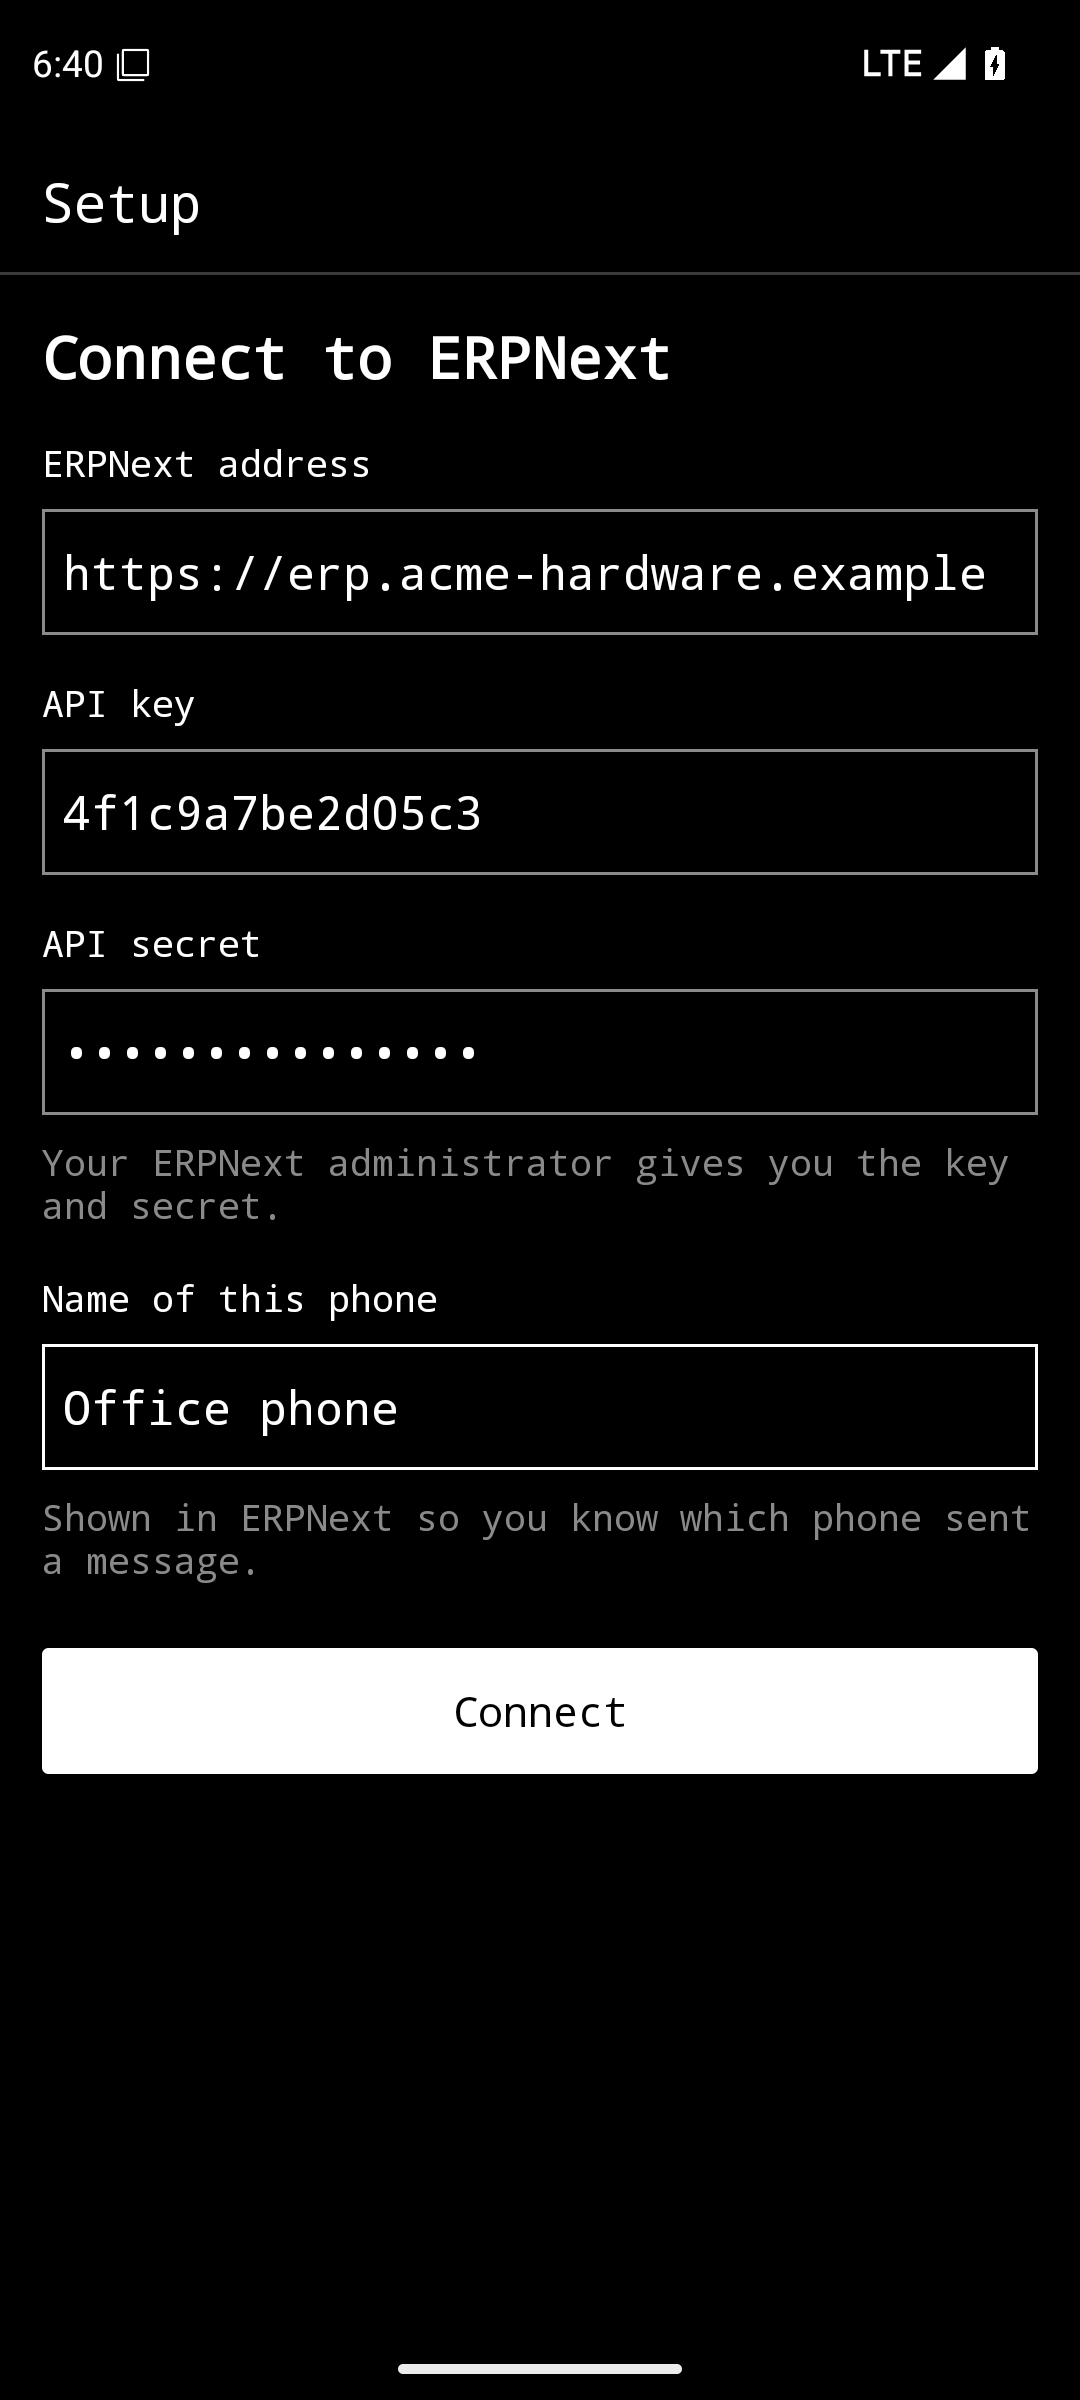 6:40
LTE
Setup
Connect to ERPNext
ERPNext address
https://erp.acme-hardware.example
API key
4f1c9a7be2d05c3
API secret
•••••••••••••••
Your ERPNext administrator gives you the key
and secret.
Name of this phone
Office phone
Shown in ERPNext so you know which phone sent
a message.
Connect